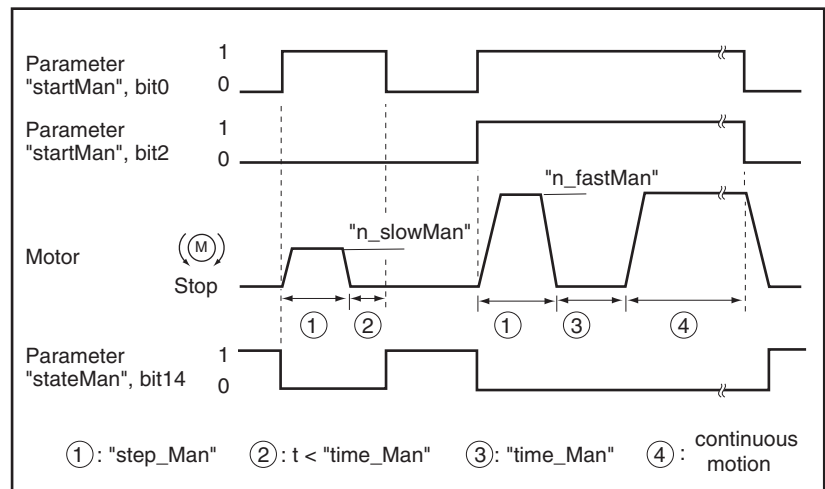 Parameter
"startMan", bit0
1
0
Parameter
"startMan", bit2
1
0
"n_fastMan"
"n_slowMan"
Motor
M
Stop
1
2
1
3
4
Parameter
"stateMan", bit14
1
0
1 : "step_Man"
2 : t < "time_Man"
3 : "time_Man"
4 : continuous
motion